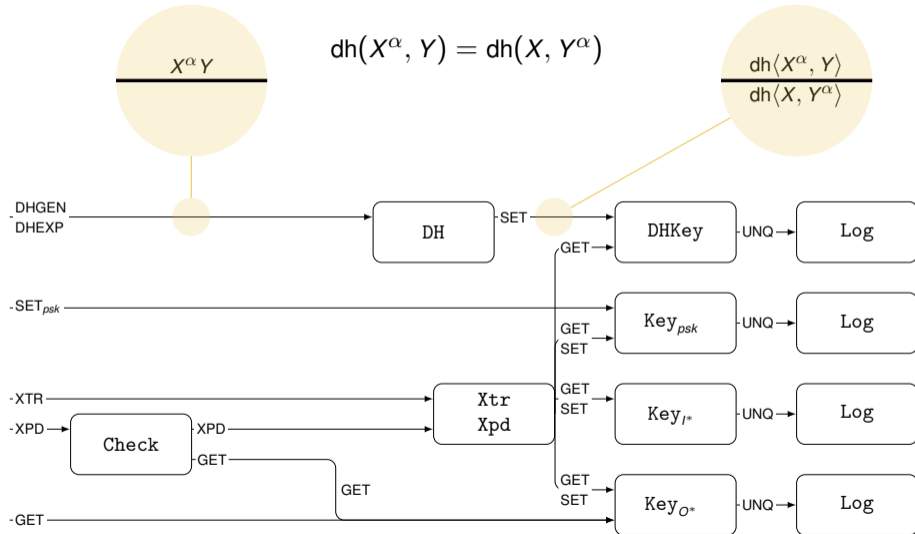 dh(X^α, Y) = dh(X, Y^α)
X^α Y
dh⟨X^α, Y⟩
dh⟨X, Y^α⟩
DHGEN
DHEXP
DH
SET
DHKey
UNQ
Log
GET
SET_psk
Key_psk
UNQ
Log
GET
SET
XTR
Xtr
Xpd
GET
SET
Key_I*
UNQ
Log
XPD
Check
XPD
GET
GET
GET
SET
Key_O*
UNQ
Log
GET